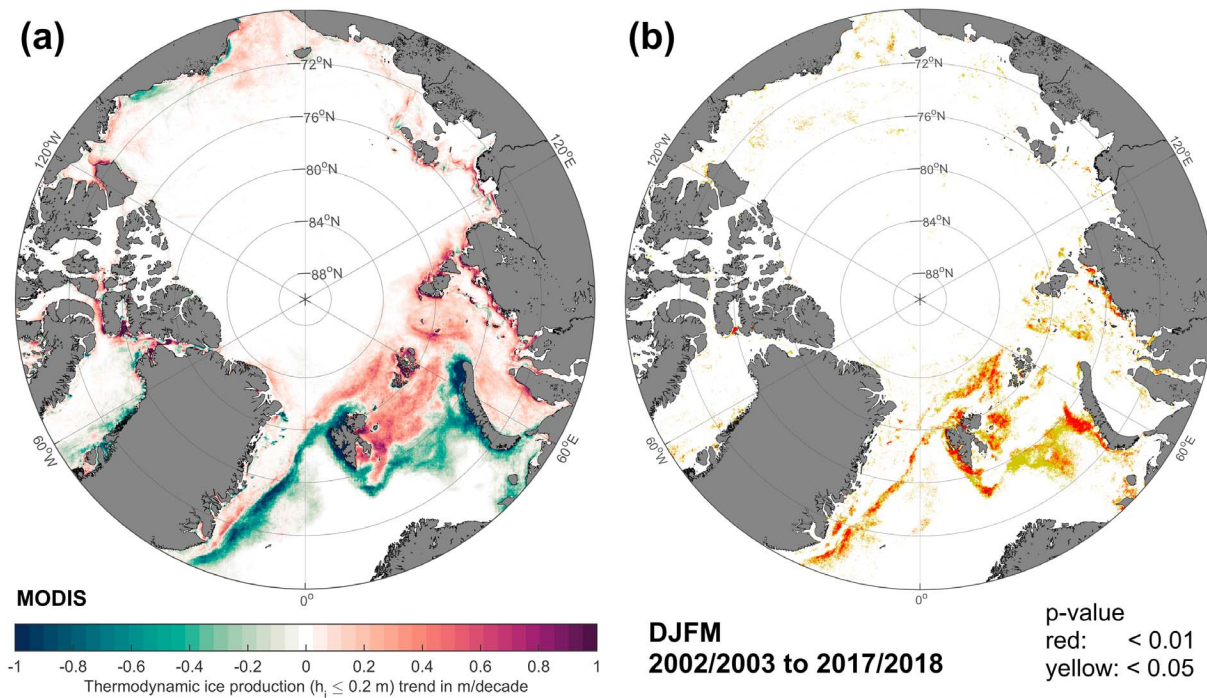 (a)
72°N
76°N
80°N
84°N
88°N
120°W
120°E
60°W
60°E
0°
MODIS
-1 -0.8 -0.6 -0.4 -0.2 0 0.2 0.4 0.6 0.8 1
Thermodynamic ice production (hi ≤ 0.2 m) trend in m/decade
(b)
72°N
76°N
80°N
84°N
88°N
120°W
120°E
60°W
60°E
0°
DJFM
2002/2003 to 2017/2018
p-value
red: < 0.01
yellow: < 0.05